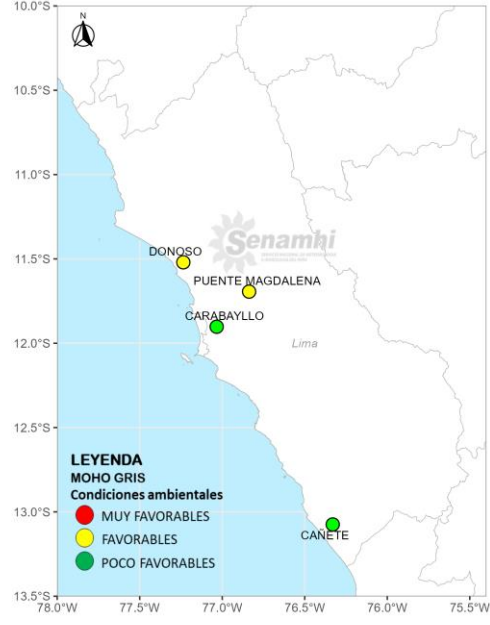 10.0°S
N
10.5°S
11.0°S
11.5°S
DONOSO
Senamhi
PUENTE MAGDALENA
CARABAYLLO
12.0°S
Lima
12.5°S
LEYENDA
MOHO GRIS
Condiciones ambientales
MUY FAVORABLES
13.0°S
FAVORABLES
CAÑETE
POCO FAVORABLES
13.5°S
78.0°W 77.5°W 77.0°W 76.5°W 76.0°W 75.5°W